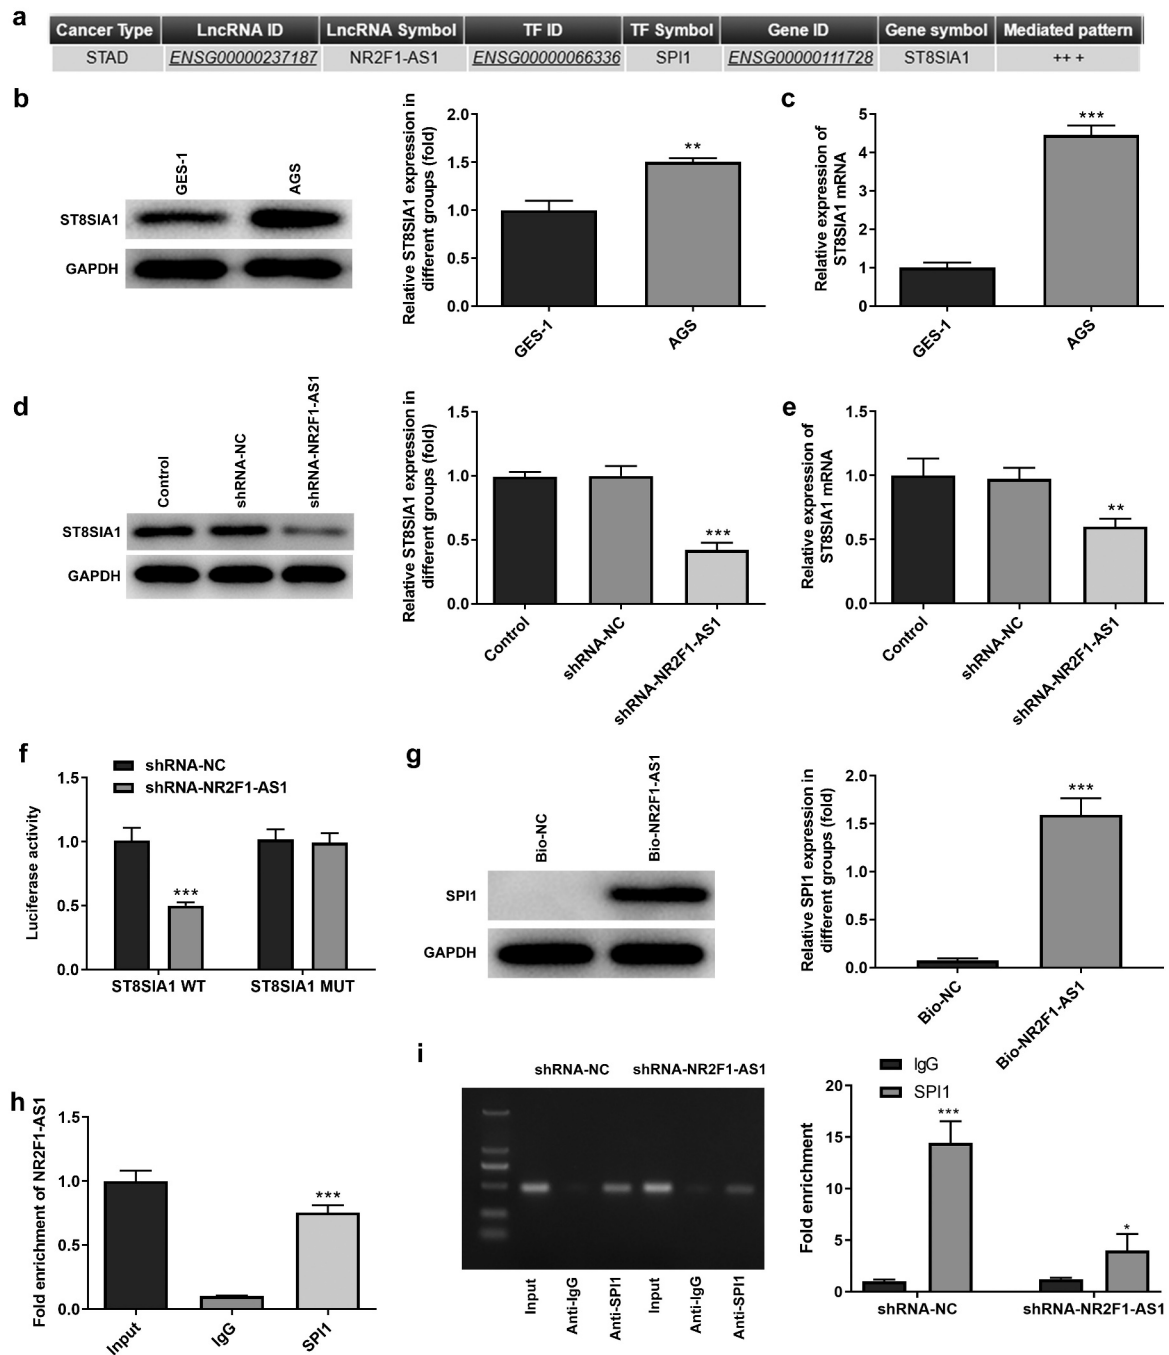 a
Cancer Type LncRNA ID LncRNA Symbol TF ID TF Symbol Gene ID Gene symbol Mediated pattern
STAD ENSG00000237187 NR2F1-AS1 ENSG00000066336 SPI1 ENSG00000111728 ST8SIA1 ++ +
b
GES-1
AGS
ST8SIA1
GAPDH
Relative ST8SIA1 expression in
different groups (fold)
2.0
1.5
1.0
0.5
0.0
**
GES-1
AGS
c
Relative expression of
ST8SIA1 mRNA
5
4
3
2
1
0
***
GES-1
AGS
d
Control
shRNA-NC
shRNA-NR2F1-AS1
ST8SIA1
GAPDH
Relative ST8SIA1 expression in
different groups (fold)
1.5
1.0
0.5
0.0
***
Control
shRNA-NC
shRNA-NR2F1-AS1
e
Relative expression of
ST8SIA1 mRNA
1.5
1.0
0.5
0.0
**
Control
shRNA-NC
shRNA-NR2F1-AS1
f
shRNA-NC
shRNA-NR2F1-AS1
Luciferase activity
1.5
1.0
0.5
0.0
***
ST8SIA1 WT
ST8SIA1 MUT
g
Bio-NC
Bio-NR2F1-AS1
SPI1
GAPDH
Relative SPI1 expression in
different groups (fold)
2.0
1.5
1.0
0.5
0.0
***
Bio-NC
Bio-NR2F1-AS1
h
Fold enrichment of NR2F1-AS1
1.5
1.0
0.5
0.0
***
Input
IgG
SPI1
i
shRNA-NC
shRNA-NR2F1-AS1
Input
Anti-IgG
Anti-SPI1
Input
Anti-IgG
Anti-SPI1
IgG
SPI1
Fold enrichment
20
15
10
5
0
***
*
shRNA-NC
shRNA-NR2F1-AS1